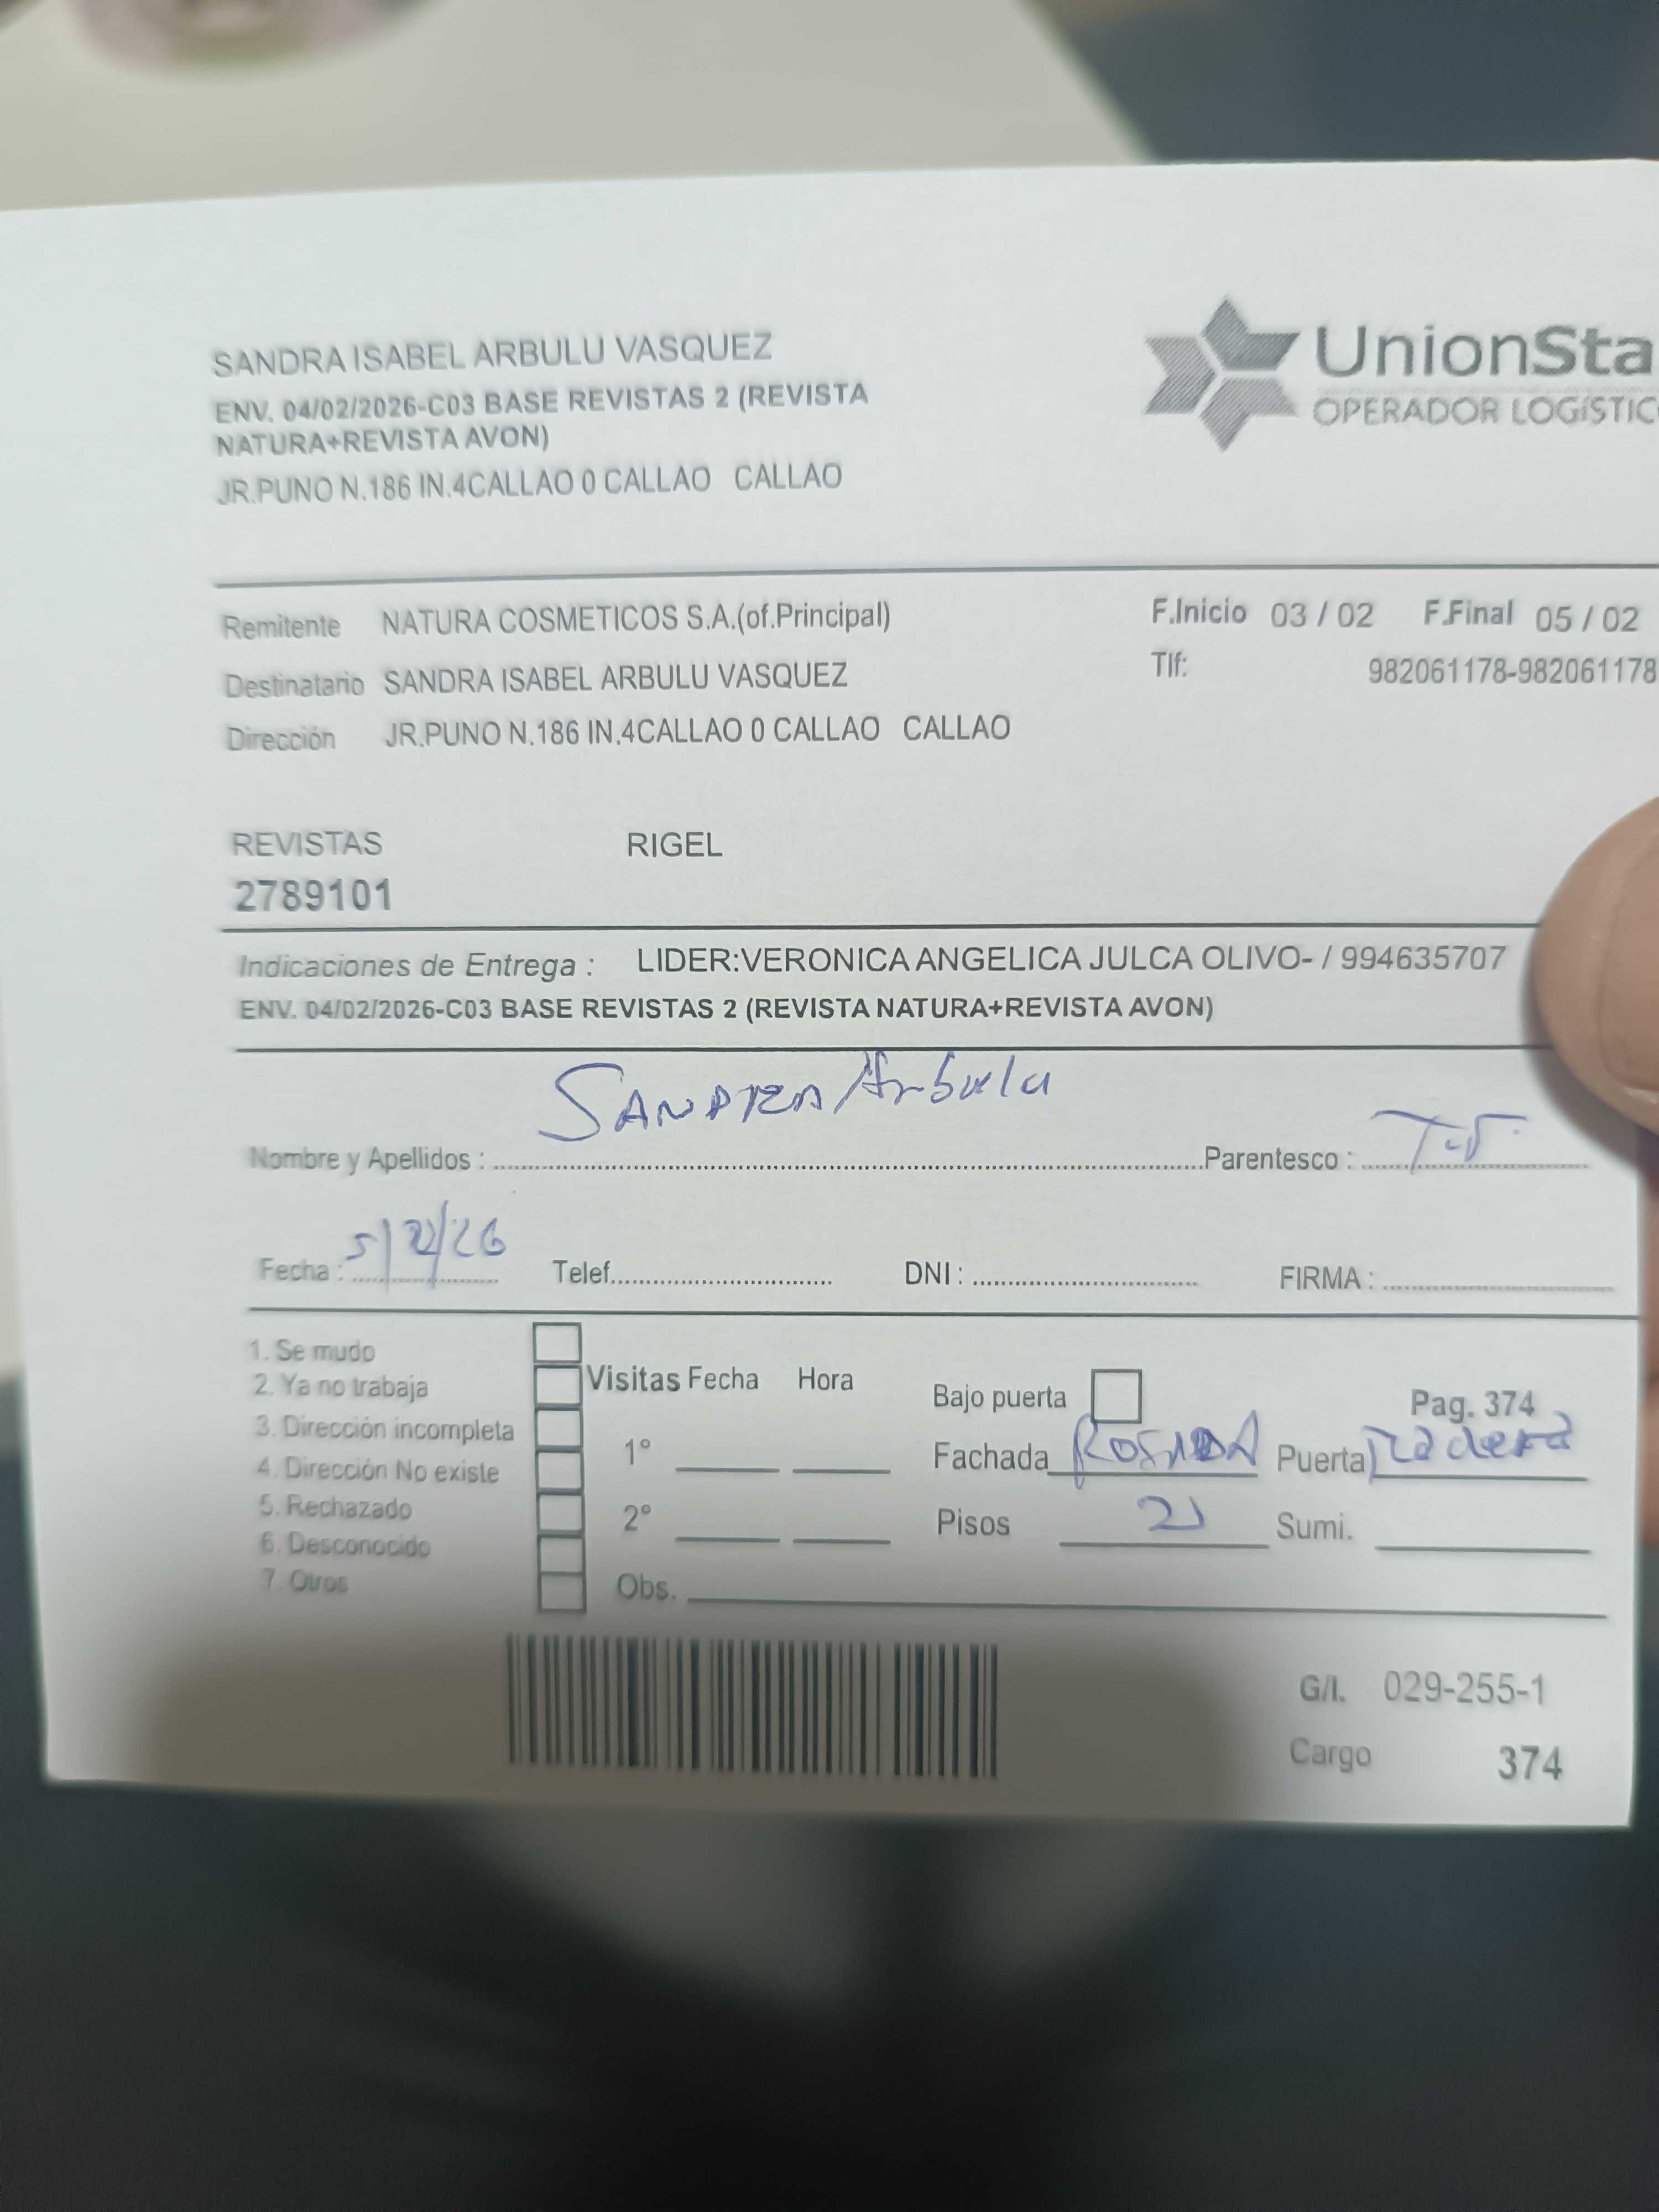 SANDRA ISABEL ARBULU VASQUEZ
ENV. 04/02/2026-C03 BASE REVISTAS 2 (REVISTA
NATURA+REVISTA AVON)
JR.PUNO N.186 IN.4CALLAO 0 CALLAO CALLAO
UnionSta
OPERADOR LOGÍSTIC
Remitente NATURA COSMETICOS S.A.(of.Principal) F.Inicio 03 / 02 F.Final 05 / 02
Destinatario SANDRA ISABEL ARBULU VASQUEZ Tlf: 982061178-982061178
Dirección JR.PUNO N.186 IN.4CALLAO 0 CALLAO CALLAO
REVISTAS RIGEL
2789101
Indicaciones de Entrega : LIDER:VERONICA ANGELICA JULCA OLIVO- / 994635707
ENV. 04/02/2026-C03 BASE REVISTAS 2 (REVISTA NATURA+REVISTA AVON)
SANDRA Arbulu
Nombre y Apellidos : Parentesco :
Fecha : 5/2/26 Telef. DNI : FIRMA :
1. Se mudo
2. Ya no trabaja
3. Dirección incompleta
4. Dirección No existe
5. Rechazado
6. Desconocido
7. Otros
Visitas Fecha Hora
1°
2°
Obs.
Bajo puerta Pag. 374
Fachada ROSADA Puerta
Pisos 2 Sumi.
G/I. 029-255-1
Cargo 374